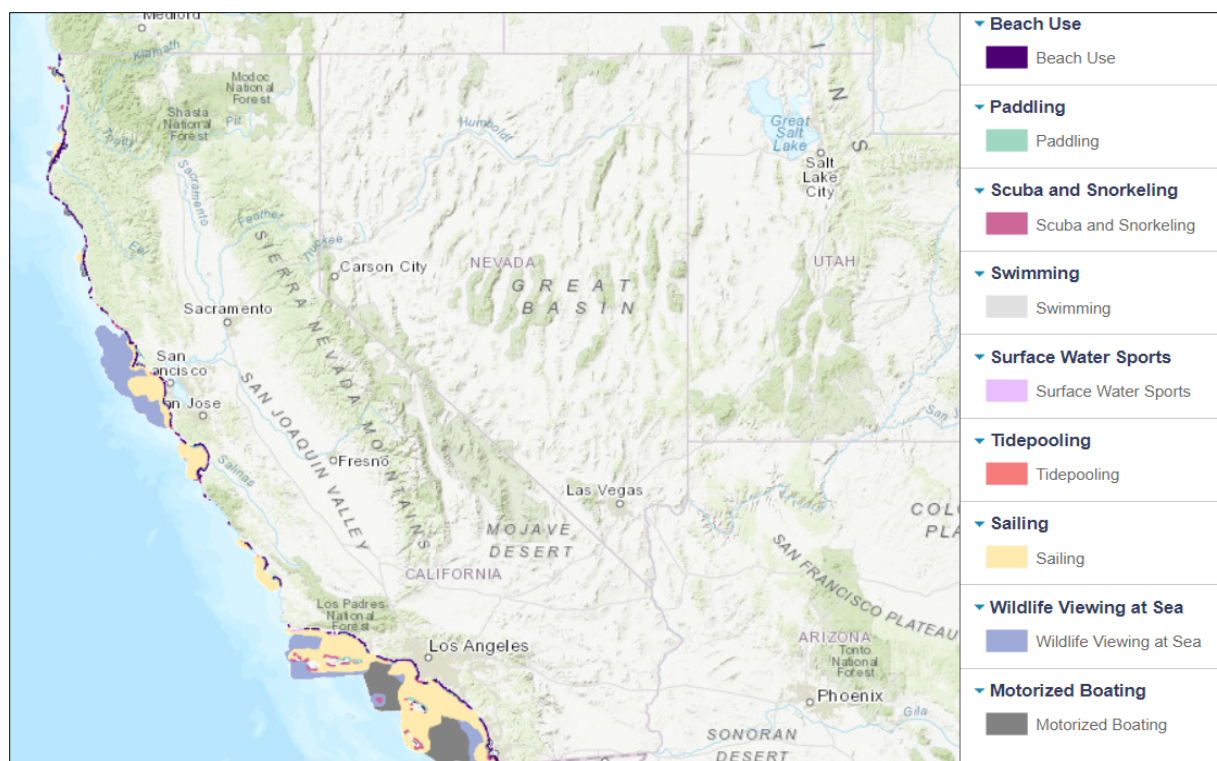 Medford
Klamath
Modoc
National
Forest
Shasta
National
Forest
Pit
Humboldt
Great
Salt
Lake
Salt
Lake
City
Sacramento
Feather
Truckee
Eel
Carson City
NEVADA
UTAH
GREAT
BASIN
SIERRA NEVADA MOUNTAINS
Sacramento
San
ancisco
n Jose
SAN JOAQUIN VALLEY
Fresno
Salinas
Las Vegas
MOJAVE
DESERT
CALIFORNIA
COLO
PLA
SAN FRANCISCO PLATEAU
Los Padres
National
Forest
Los Angeles
ARIZONA
Tonto
National
Forest
Phoenix
Gila
SONORAN
DESERT
Beach Use
Beach Use
Paddling
Paddling
Scuba and Snorkeling
Scuba and Snorkeling
Swimming
Swimming
Surface Water Sports
Surface Water Sports
Tidepooling
Tidepooling
Sailing
Sailing
Wildlife Viewing at Sea
Wildlife Viewing at Sea
Motorized Boating
Motorized Boating